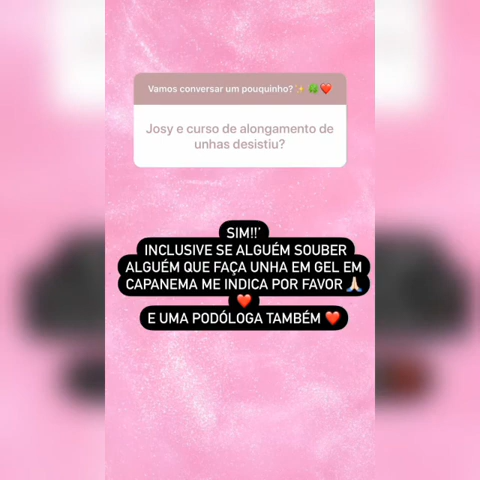 Vamos conversar um pouquinho?✨🍀❤️
Josy e curso de alongamento de
unhas desistiu?
SIM!!'
INCLUSIVE SE ALGUÉM SOUBER
ALGUÉM QUE FAÇA UNHA EM GEL EM
CAPANEMA ME INDICA POR FAVOR 🙏🏻
❤️
E UMA PODÓLOGA TAMBÉM ❤️